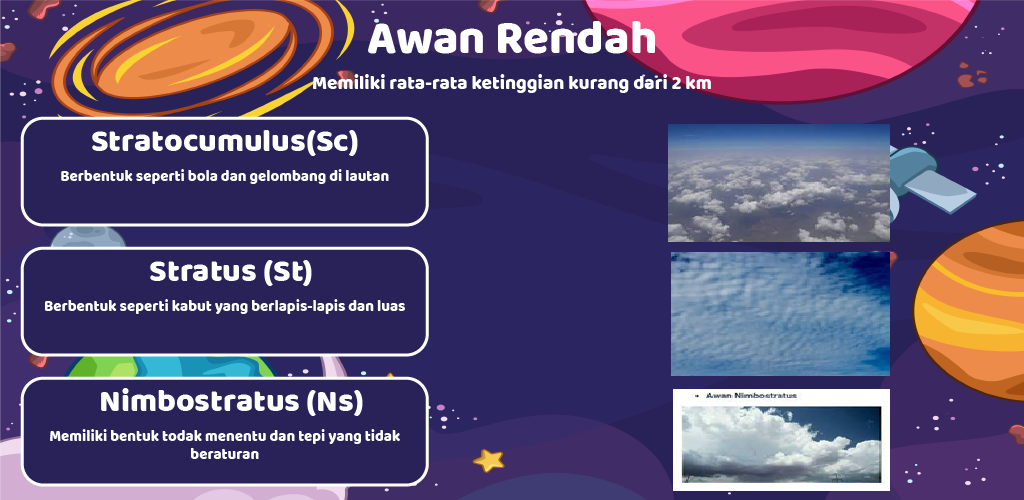 Awan Rendah
Memiliki rata-rata ketinggian kurang dari 2 km
Stratocumulus(Sc)
Berbentuk seperti bola dan gelombang di lautan
Stratus (St)
Berbentuk seperti kabut yang berlapis-lapis dan luas
Nimbostratus (Ns)
Memiliki bentuk todak menentu dan tepi yang tidak
beraturan
Awan Nimbostratus